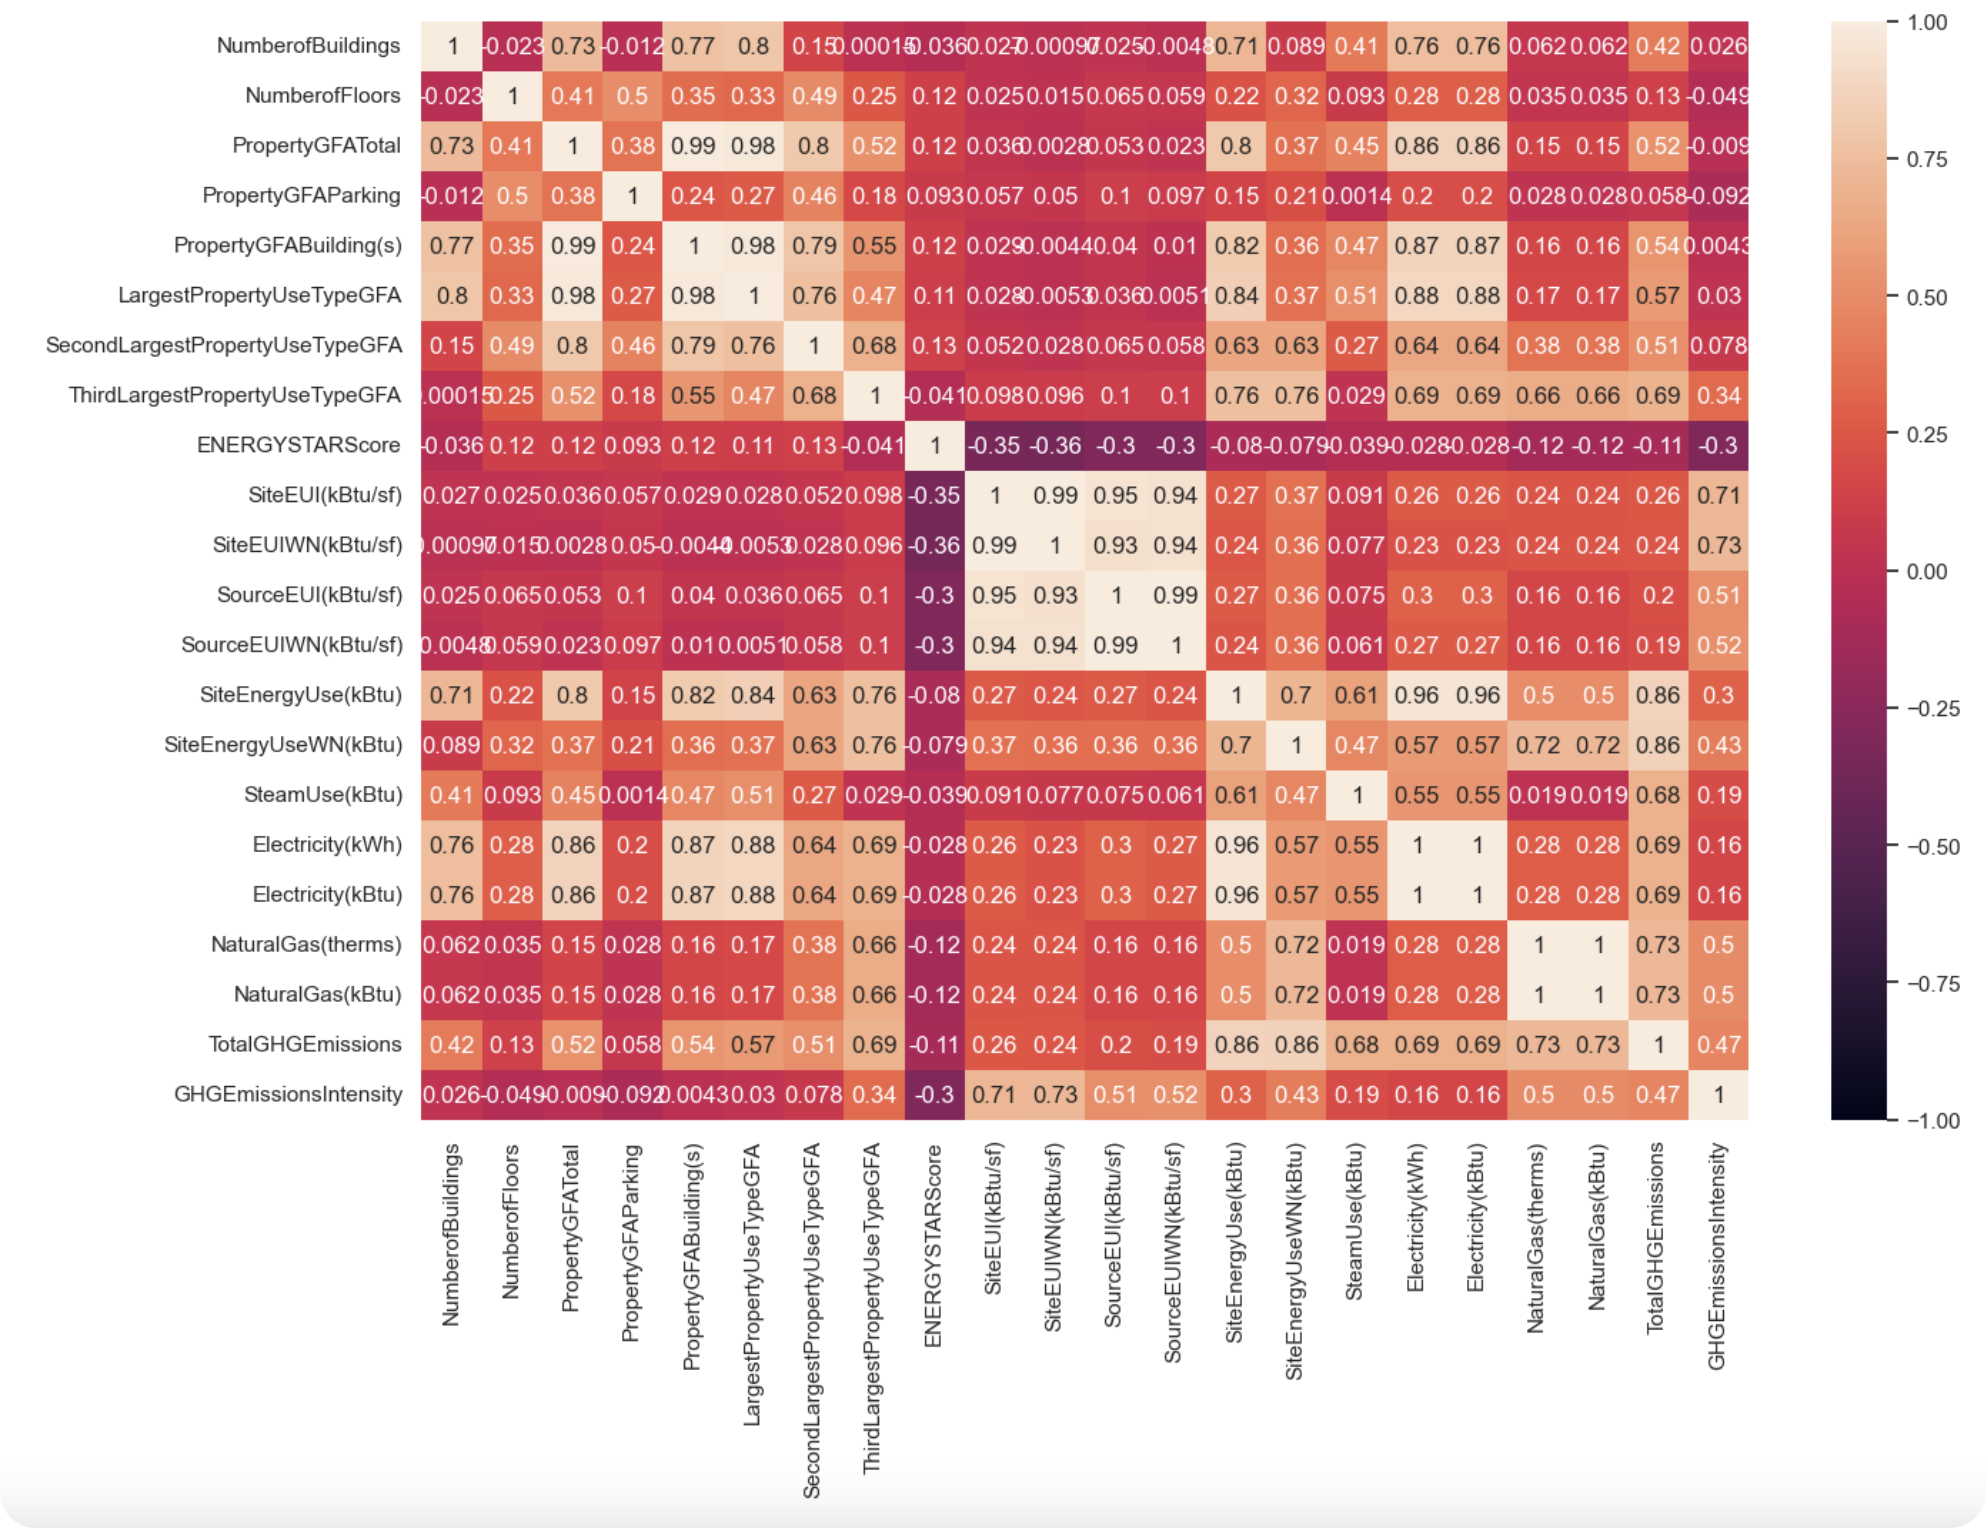 NumberofBuildings 1 -0.023 0.73 -0.012 0.77 0.8 0.15 -0.036 0.71 0.089 0.41 0.76 0.76 0.062 0.062 0.42 0.026 1.00
NumberofFloors -0.023 1 0.41 0.5 0.35 0.33 0.49 0.25 0.12 0.025 0.015 0.065 0.059 0.22 0.32 0.093 0.28 0.28 0.035 0.035 0.13 -0.049
PropertyGFATotal 0.73 0.41 1 0.38 0.99 0.98 0.8 0.52 0.12 0.036 0.053 0.023 0.8 0.37 0.45 0.86 0.86 0.15 0.15 0.52 -0.009
0.75
PropertyGFAParking -0.012 0.5 0.38 1 0.24 0.27 0.46 0.18 0.093 0.057 0.05 0.1 0.097 0.15 0.21 0.0014 0.2 0.2 0.028 0.028 0.058 -0.092
PropertyGFABuilding(s) 0.77 0.35 0.99 0.24 1 0.98 0.79 0.55 0.12 0.029 -0.0044 0.04 0.01 0.82 0.36 0.47 0.87 0.87 0.16 0.16 0.54 0.0043
LargestPropertyUseTypeGFA 0.8 0.33 0.98 0.27 0.98 1 0.76 0.47 0.11 0.028 -0.0053 0.036 0.0051 0.84 0.37 0.51 0.88 0.88 0.17 0.17 0.57 0.03 0.50
SecondLargestPropertyUseTypeGFA 0.15 0.49 0.8 0.46 0.79 0.76 1 0.68 0.13 0.052 0.028 0.065 0.058 0.63 0.63 0.27 0.64 0.64 0.38 0.38 0.51 0.078
ThirdLargestPropertyUseTypeGFA 0.25 0.52 0.18 0.55 0.47 0.68 1 -0.041 0.098 0.096 0.1 0.1 0.76 0.76 0.029 0.69 0.69 0.66 0.66 0.69 0.34
0.25
ENERGYSTARScore -0.036 0.12 0.12 0.093 0.12 0.11 0.13 -0.041 1 -0.35 -0.36 -0.3 -0.3 -0.08 -0.079 -0.039 -0.028 -0.028 -0.12 -0.12 -0.11 -0.3
SiteEUI(kBtu/sf) 0.027 0.025 0.036 0.057 0.029 0.028 0.052 0.098 -0.35 1 0.99 0.95 0.94 0.27 0.37 0.091 0.26 0.26 0.24 0.24 0.26 0.71
SiteEUIWN(kBtu/sf) 0.015 0.0028 0.05 -0.0044 -0.0053 0.028 0.096 -0.36 0.99 1 0.93 0.94 0.24 0.36 0.077 0.23 0.23 0.24 0.24 0.24 0.73
0.00
SourceEUI(kBtu/sf) 0.025 0.065 0.053 0.1 0.04 0.036 0.065 0.1 -0.3 0.95 0.93 1 0.99 0.27 0.36 0.075 0.3 0.3 0.16 0.16 0.2 0.51
SourceEUIWN(kBtu/sf) 0.059 0.023 0.097 0.01 0.0051 0.058 0.1 -0.3 0.94 0.94 0.99 1 0.24 0.36 0.061 0.27 0.27 0.16 0.16 0.19 0.52
SiteEnergyUse(kBtu) 0.71 0.22 0.8 0.15 0.82 0.84 0.63 0.76 -0.08 0.27 0.24 0.27 0.24 1 0.7 0.61 0.96 0.96 0.5 0.5 0.86 0.3 −0.25
SiteEnergyUseWN(kBtu) 0.089 0.32 0.37 0.21 0.36 0.37 0.63 0.76 -0.079 0.37 0.36 0.36 0.36 0.7 1 0.47 0.57 0.57 0.72 0.72 0.86 0.43
SteamUse(kBtu) 0.41 0.093 0.45 0.0014 0.47 0.51 0.27 0.029 -0.039 0.091 0.077 0.075 0.061 0.61 0.47 1 0.55 0.55 0.019 0.019 0.68 0.19
Electricity(kWh) 0.76 0.28 0.86 0.2 0.87 0.88 0.64 0.69 -0.028 0.26 0.23 0.3 0.27 0.96 0.57 0.55 1 1 0.28 0.28 0.69 0.16 −0.50
Electricity(kBtu) 0.76 0.28 0.86 0.2 0.87 0.88 0.64 0.69 -0.028 0.26 0.23 0.3 0.27 0.96 0.57 0.55 1 1 0.28 0.28 0.69 0.16
NaturalGas(therms) 0.062 0.035 0.15 0.028 0.16 0.17 0.38 0.66 -0.12 0.24 0.24 0.16 0.16 0.5 0.72 0.019 0.28 0.28 1 1 0.73 0.5
−0.75
NaturalGas(kBtu) 0.062 0.035 0.15 0.028 0.16 0.17 0.38 0.66 -0.12 0.24 0.24 0.16 0.16 0.5 0.72 0.019 0.28 0.28 1 1 0.73 0.5
TotalGHGEmissions 0.42 0.13 0.52 0.058 0.54 0.57 0.51 0.69 -0.11 0.26 0.24 0.2 0.19 0.86 0.86 0.68 0.69 0.69 0.73 0.73 1 0.47
GHGEmissionsIntensity 0.026 -0.049 -0.009 -0.092 0.0043 0.03 0.078 0.34 -0.3 0.71 0.73 0.51 0.52 0.3 0.43 0.19 0.16 0.16 0.5 0.5 0.47 1
−1.00
NumberofBuildings
NumberofFloors
PropertyGFATotal
PropertyGFAParking
PropertyGFABuilding(s)
LargestPropertyUseTypeGFA
SecondLargestPropertyUseTypeGFA
ThirdLargestPropertyUseTypeGFA
ENERGYSTARScore
SiteEUI(kBtu/sf)
SiteEUIWN(kBtu/sf)
SourceEUI(kBtu/sf)
SourceEUIWN(kBtu/sf)
SiteEnergyUse(kBtu)
SiteEnergyUseWN(kBtu)
SteamUse(kBtu)
Electricity(kWh)
Electricity(kBtu)
NaturalGas(therms)
NaturalGas(kBtu)
TotalGHGEmissions
GHGEmissionsIntensity